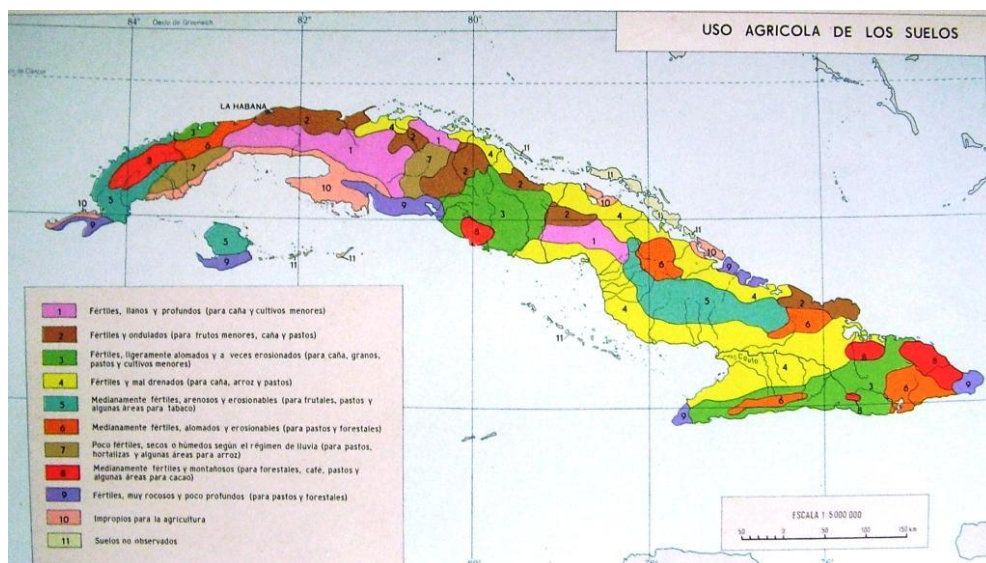 84°
Oeste de Greenwich
82°
80°
USO AGRICOLA DE LOS SUELOS
de Cáncer
LA HABANA
Cauto
1 Fértiles, llanos y profundos (para caña y cultivos menores)
2 Fértiles y ondulados (para frutos menores, caña y pastos)
3 Fértiles, ligeramente alomados y a veces erosionados (para caña, granos,
pastos y cultivos menores)
4 Fértiles y mal drenados (para caña, arroz y pastos)
5 Medianamente fértiles, arenosos y erosionables (para frutales, pastos y
algunas áreas para tabaco)
6 Medianamente fértiles, alomados y erosionables (para pastos y forestales)
7 Poco fértiles, secos o húmedos según el régimen de lluvia (para pastos,
hortalizas y algunas áreas para arroz)
8 Medianamente fértiles y montañosos (para forestales, café, pastos y
algunas áreas para cacao)
9 Fértiles, muy rocosos y poco profundos (para pastos y forestales)
10 Impropios para la agricultura
11 Suelos no observados
ESCALA 1:5 000 000
50 0 50 100 150 km